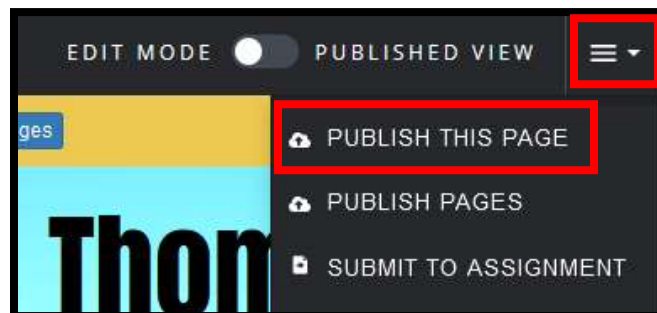 EDIT MODE PUBLISHED VIEW
ges
PUBLISH THIS PAGE
PUBLISH PAGES
Thom
SUBMIT TO ASSIGNMENT